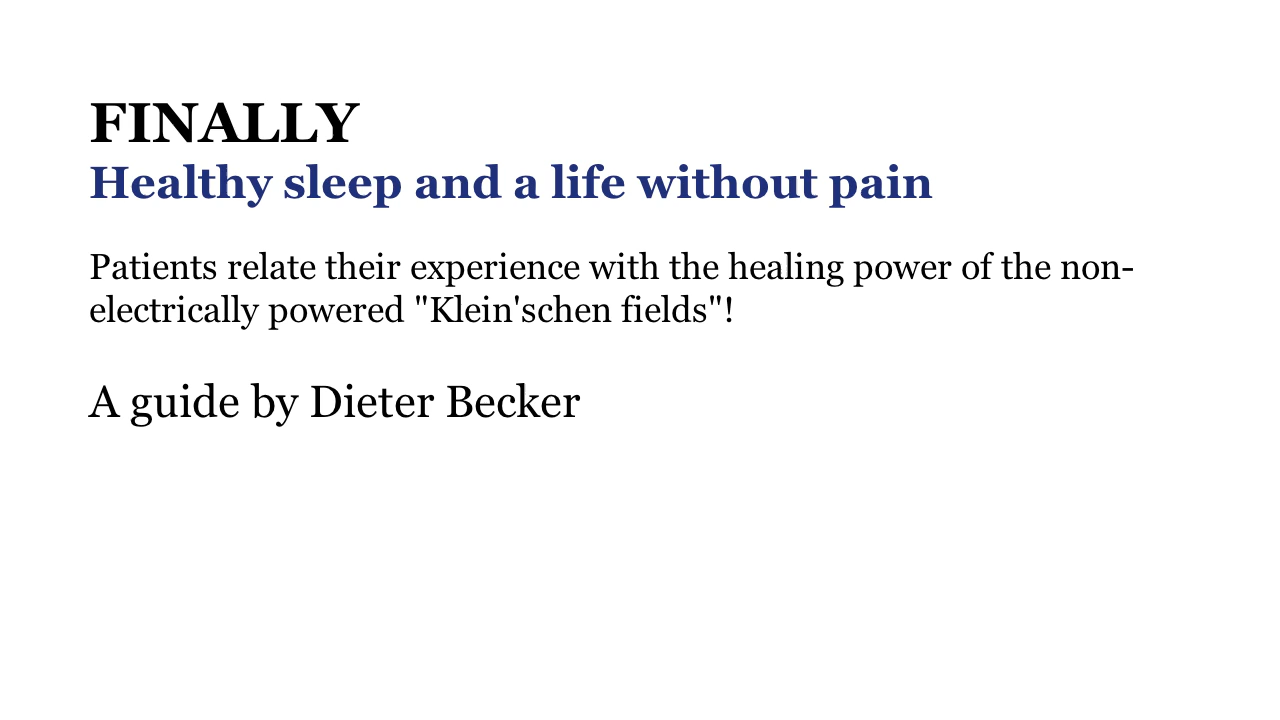 FINALLY
Healthy sleep and a life without pain
Patients relate their experience with the healing power of the non-
electrically powered "Klein'schen fields"!
A guide by Dieter Becker